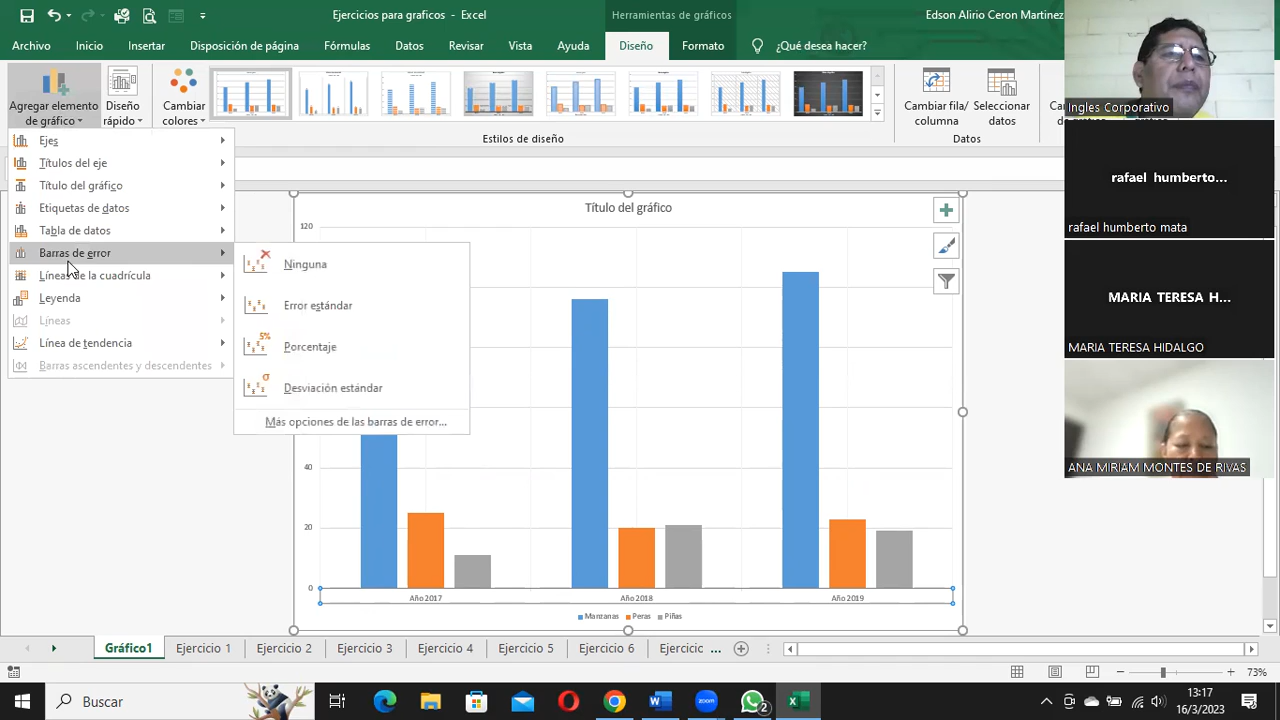 Ejercicios para graficos - Excel
Herramientas de gráficos
Edson Alirio Ceron Martinez
Archivo Inicio Insertar Disposición de página Fórmulas Datos Revisar Vista Ayuda Diseño Formato ¿Qué desea hacer?
Agregar elemento de gráfico
Diseño rápido
Cambiar colores
Cambiar fila/ columna
Seleccionar datos
Estilos de diseño
Datos
Ejes
Títulos del eje
Título del gráfico
Etiquetas de datos
Tabla de datos
Barras de error
Líneas de la cuadrícula
Leyenda
Líneas
Línea de tendencia
Barras ascendentes y descendentes
Ninguna
Error estándar
5%
Porcentaje
σ
Desviación estándar
Más opciones de las barras de error...
Título del gráfico
120
40
20
0
Año 2017 Año 2018 Año 2019
Manzanas Peras Piñas
Ingles Corporativo
rafael humberto...
rafael humberto mata
MARIA TERESA H...
MARIA TERESA HIDALGO
ANA MIRIAM MONTES DE RIVAS
Gráfico1 Ejercicio 1 Ejercicio 2 Ejercicio 3 Ejercicio 4 Ejercicio 5 Ejercicio 6 Ejercicic ...
73%
Buscar
2
13:17
16/3/2023